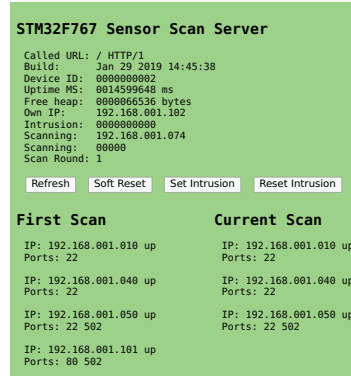 STM32F767 Sensor Scan Server
Called URL: / HTTP/1
Build: Jan 29 2019 14:45:38
Device ID: 0000000002
Uptime MS: 0014599648 ms
Free heap: 0000066536 bytes
Own IP: 192.168.001.102
Intrusion: 0000000000
Scanning: 192.168.001.074
Scanning: 00000
Scan Round: 1
Refresh Soft Reset Set Intrusion Reset Intrusion
First Scan
IP: 192.168.001.010 up
Ports: 22
IP: 192.168.001.040 up
Ports: 22
IP: 192.168.001.050 up
Ports: 22 502
IP: 192.168.001.101 up
Ports: 80 502
Current Scan
IP: 192.168.001.010 up
Ports: 22
IP: 192.168.001.040 up
Ports: 22
IP: 192.168.001.050 up
Ports: 22 502